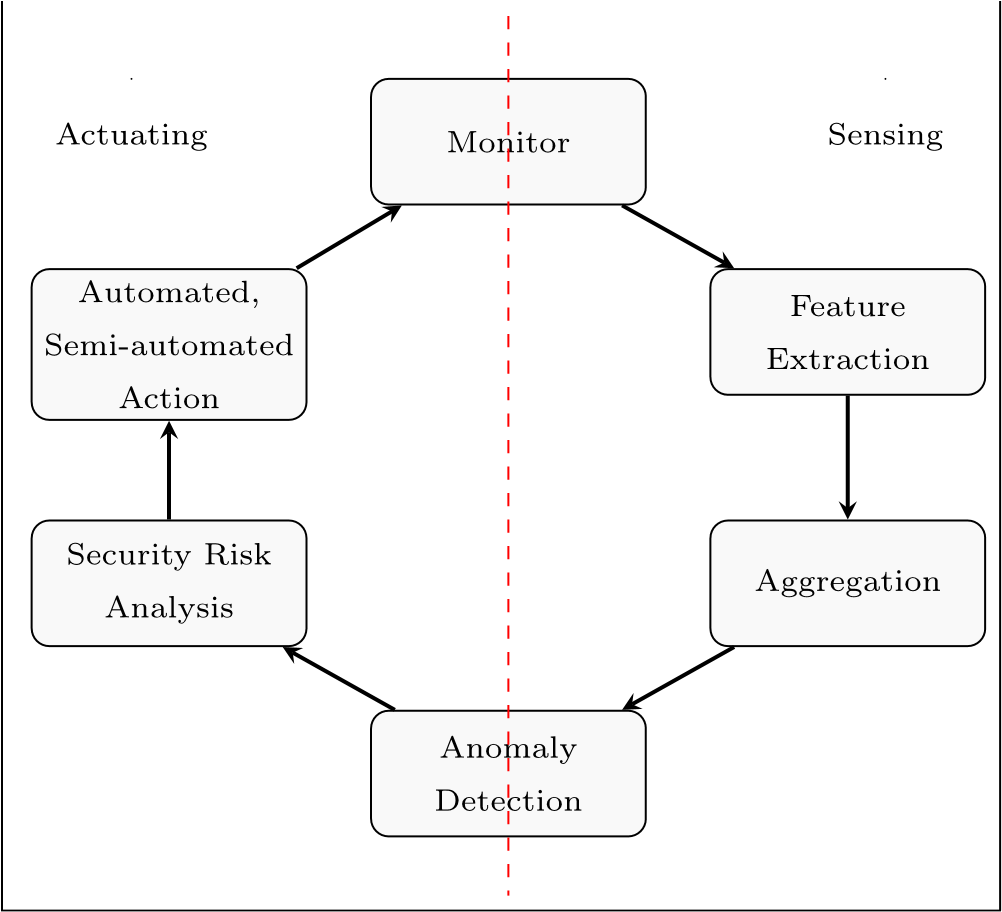 Actuating
Monitor
Sensing
Automated,
Semi-automated
Action
Feature
Extraction
Security Risk
Analysis
Aggregation
Anomaly
Detection